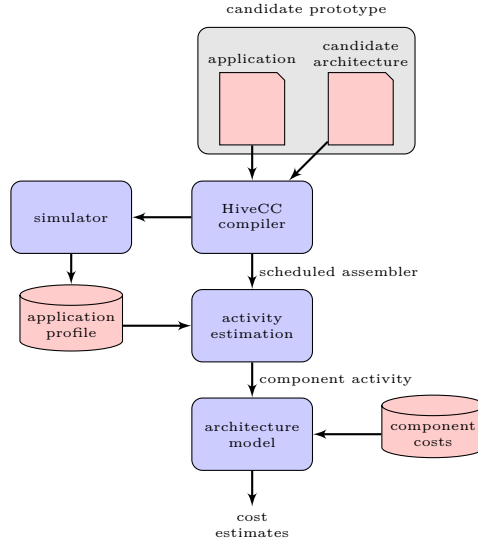 candidate prototype
application
candidate
architecture
HiveCC
compiler
simulator
scheduled assembler
application
profile
activity
estimation
component activity
architecture
model
component
costs
cost
estimates